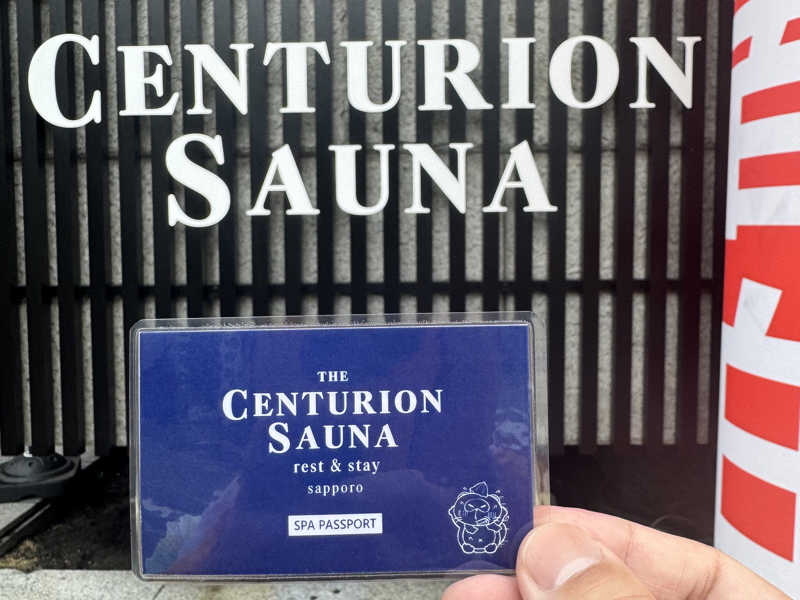 CENTURION
SAUNA
THE
CENTURION
SAUNA
rest & stay
sapporo
SPA PASSPORT